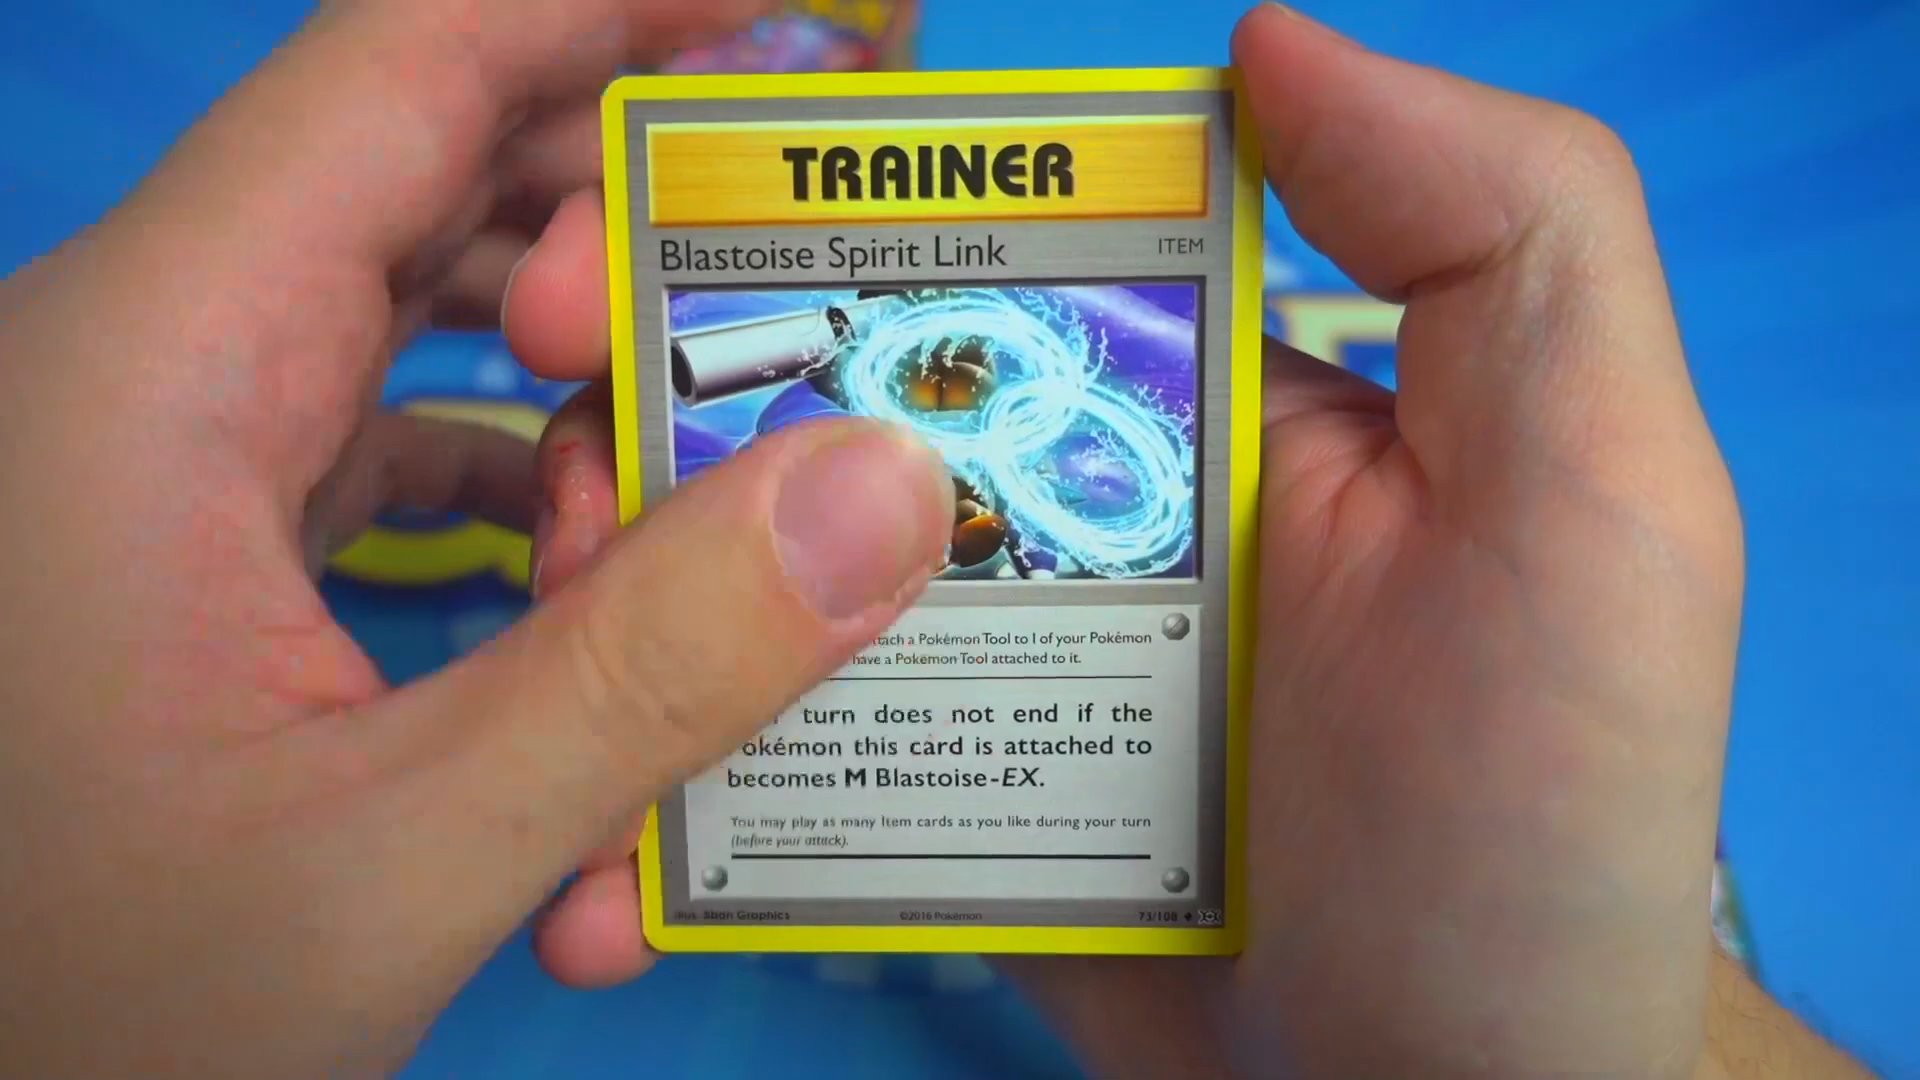 TRAINER
Blastoise Spirit Link
ITEM
a Pokémon Tool to 1 of your Pokémon
have a Pokémon Tool attached to it.
turn does not end if the
okémon this card is attached to
becomes M Blastoise-EX.
You may play as many Item cards as you like during your turn
(before your attack).
Illus. Sban Graphics
©2016 Pokémon
73/108